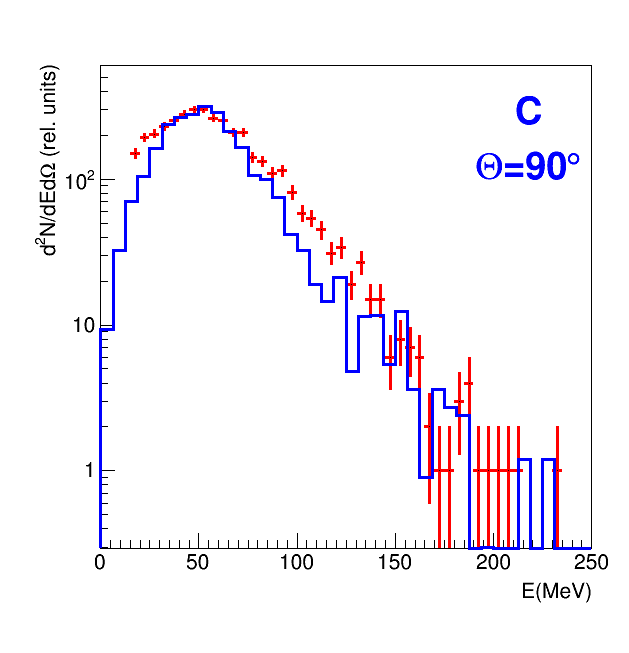 d²N/dEdΩ (rel. units)
C
Θ=90°
10²
10
1
0 50 100 150 200 250
E(MeV)